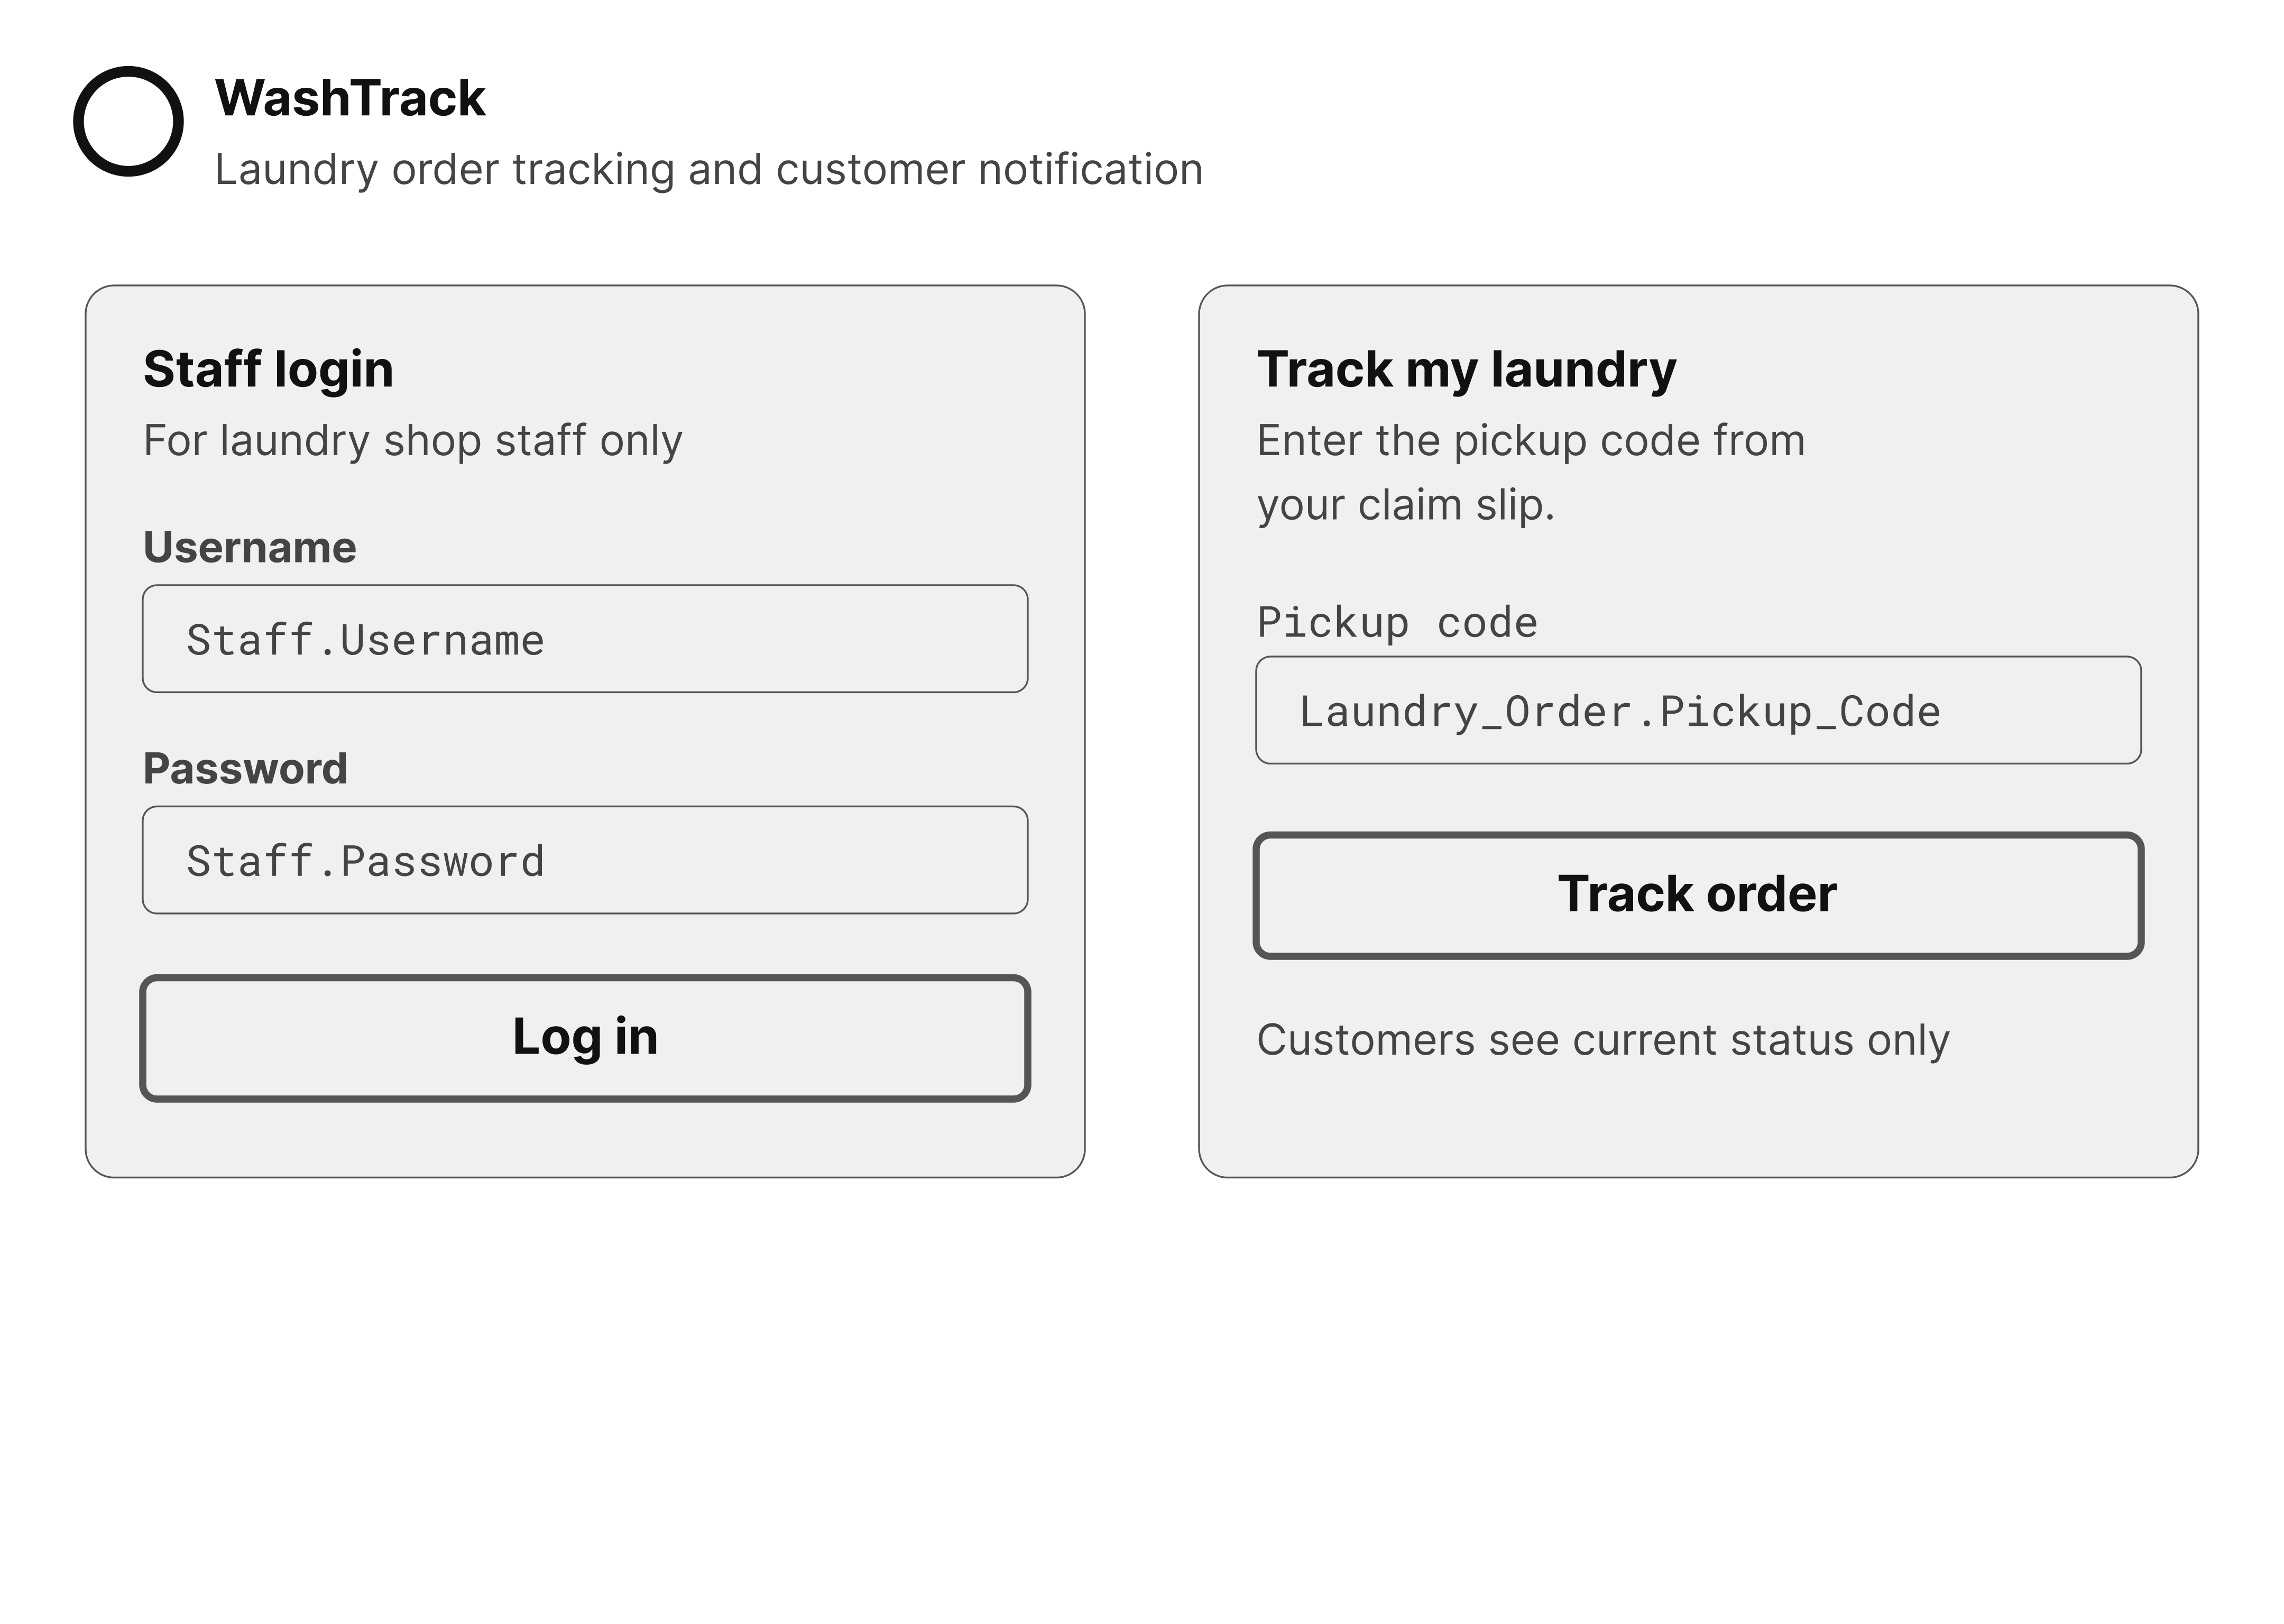 WashTrack
Laundry order tracking and customer notification
Staff login
For laundry shop staff only
Username
Staff.Username
Password
Staff.Password
Log in
Track my laundry
Enter the pickup code from
your claim slip.
Pickup code
Laundry_Order.Pickup_Code
Track order
Customers see current status only